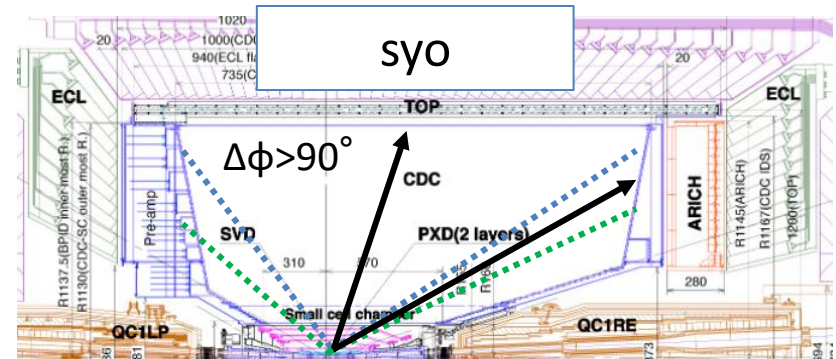 1020
20
1000(CDC
940(ECL fla
735(C
syo
20
ECL
TOP
ECL
Δϕ>90°
CDC
R1137.5(BPID inner most R.)
R1130(CDC-SC outer most R.)
Pre-amp
SVD
PXD(2 layers)
ARICH
R1145(ARICH)
R1167(CDC IDS)
1200(TOP)
310
570
280
Small cell chamber
QC1LP
QC1RE